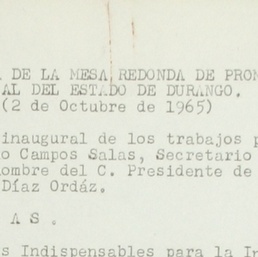 DE LA MESA REDONDA DE
AL DEL ESTADO DE DURANGO.
(2 de Octubre de 1965)
inaugural de los trabajos
Campos Salas, Secretario
nombre del C. Presidente de
Díaz Ordáz.
A S .
Indispensables para la